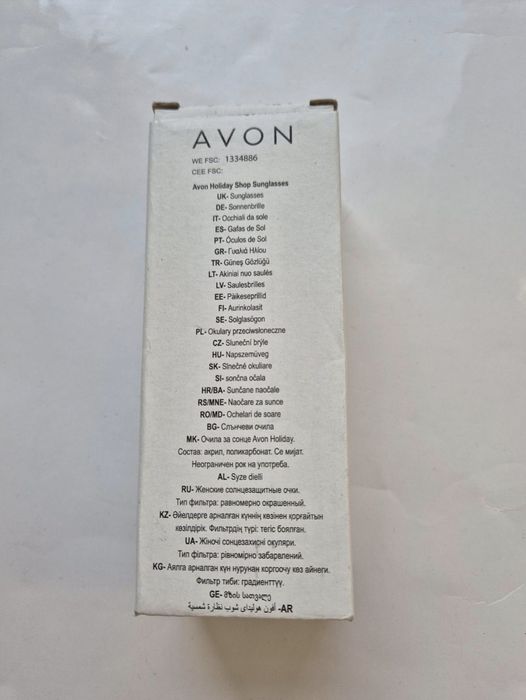 AVON
WE FSC: 1334886
CEE FSC:
Avon Holiday Shop Sunglasses
UK- Sunglasses
DE- Sonnenbrille
IT- Occhiali da sole
ES- Gafas de Sol
PT- Óculos de Sol
GR- Γυαλιά Ηλίου
TR- Güneş Gözlüğü
LT- Akiniai nuo saulės
LV- Saulesbrilles
EE- Päikeseprillid
FI- Aurinkolasit
SE- Solglasögon
PL- Okulary przeciwsłoneczne
CZ- Sluneční brýle
HU- Napszemüveg
SK- Slnečné okuliare
SI- sončna očala
HR/BA- Sunčane naočale
RS/MNE- Naočare za sunce
RO/MD- Ochelari de soare
BG- Слънчеви очила
MK- Очила за сонце Avon Holiday.
Состав: акрил, поликарбонат. Се мијат.
Неограничен рок на употреба.
AL- Syze dielli
RU- Женские солнцезащитные очки.
Тип фильтра: равномерно окрашенный.
KZ- Әйелдерге арналған күннің көзінен қорғайтын
көзілдірік. Фильтрдің түрі: тегіс боялған.
UA- Жіночі сонцезахисні окуляри.
Тип фільтра: рівномірно забарвлений.
KG- Аялга арналган күн нурунан коргоочу көз айнеги.
Фильтр тиби: градиенттүү.
GE- მზის სათვალე
AR- أفون هوليداى شوب نظارة شمسية